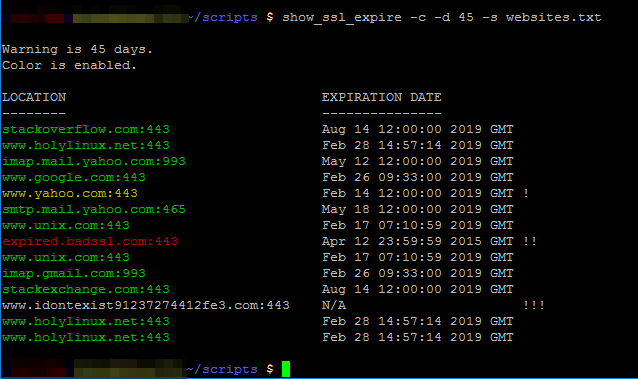 ~/scripts $ show_ssl_expire -c -d 45 -s websites.txt
Warning is 45 days.
Color is enabled.
LOCATION EXPIRATION DATE
-------- ---------------
stackoverflow.com:443 Aug 14 12:00:00 2019 GMT
www.holylinux.net:443 Feb 28 14:57:14 2019 GMT
imap.mail.yahoo.com:993 May 12 12:00:00 2019 GMT
www.google.com:443 Feb 26 09:33:00 2019 GMT
www.yahoo.com:443 Feb 14 12:00:00 2019 GMT !
smtp.mail.yahoo.com:465 May 18 12:00:00 2019 GMT
www.unix.com:443 Feb 17 07:10:59 2019 GMT
expired.badssl.com:443 Apr 12 23:59:59 2015 GMT !!
www.unix.com:443 Feb 17 07:10:59 2019 GMT
imap.gmail.com:993 Feb 26 09:33:00 2019 GMT
stackexchange.com:443 Aug 14 12:00:00 2019 GMT
www.idontexist91237274412fe3.com:443 N/A !!!
www.holylinux.net:443 Feb 28 14:57:14 2019 GMT
www.holylinux.net:443 Feb 28 14:57:14 2019 GMT
~/scripts $